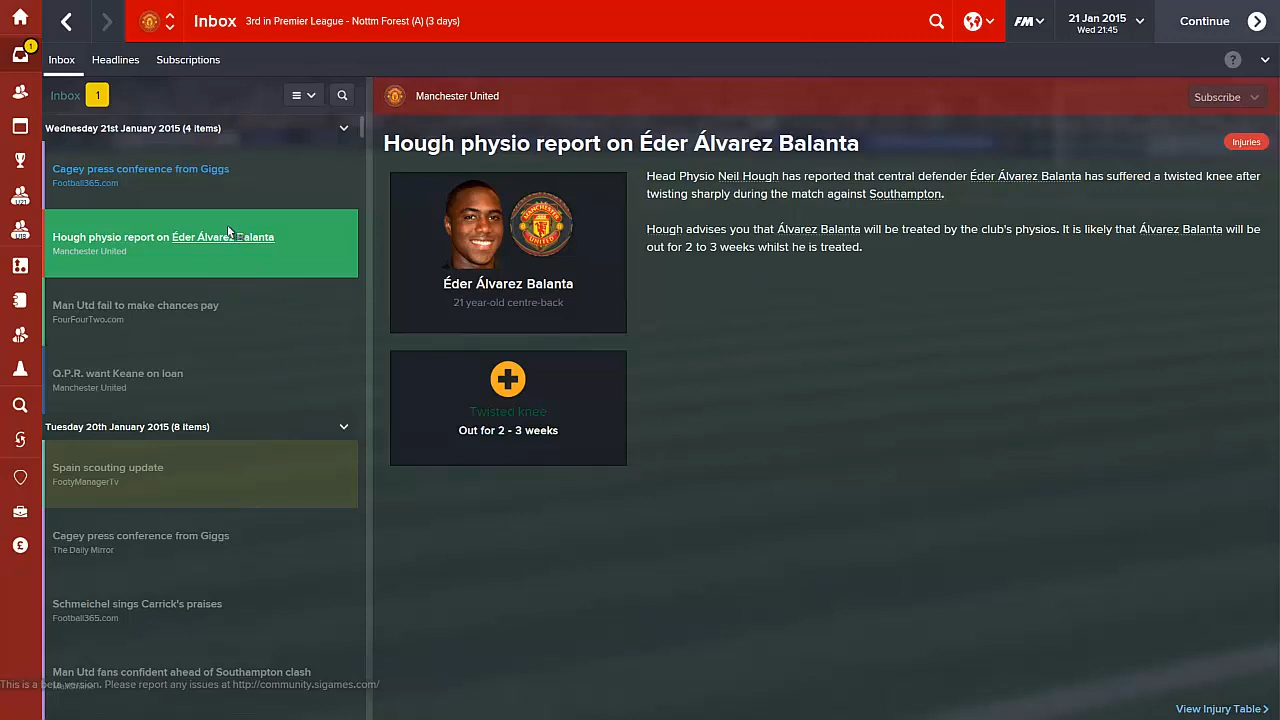 Inbox 3rd in Premier League - Nottm Forest (A) (3 days)
FM
21 Jan 2015
Wed 21:45
Continue
1
Inbox Headlines Subscriptions
?
Inbox 1
Manchester United
Subscribe
Wednesday 21st January 2015 (4 items)
Cagey press conference from Giggs
Football365.com
Hough physio report on Éder Álvarez Balanta
Manchester United
Man Utd fail to make chances pay
FourFourTwo.com
Q.P.R. want Keane on loan
Manchester United
Tuesday 20th January 2015 (8 items)
Spain scouting update
FootyManagerTv
Cagey press conference from Giggs
The Daily Mirror
Schmeichel sings Carrick's praises
Football365.com
Man Utd fans confident ahead of Southampton clash
This is a beta version. Please report any issues at http://community.sigames.com/
U21
U18
Hough physio report on Éder Álvarez Balanta
Injuries
Éder Álvarez Balanta
21 year-old centre-back
Twisted knee
Out for 2 - 3 weeks
Head Physio Neil Hough has reported that central defender Éder Álvarez Balanta has suffered a twisted knee after
twisting sharply during the match against Southampton.
Hough advises you that Álvarez Balanta will be treated by the club's physios. It is likely that Álvarez Balanta will be
out for 2 to 3 weeks whilst he is treated.
View Injury Table >